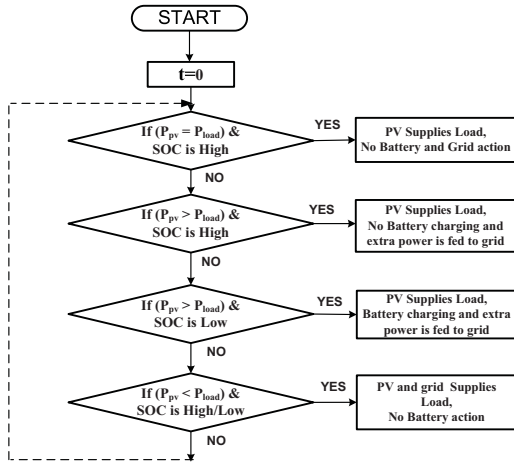 START
t=0
If (Ppv = Pload) &
SOC is High
YES
PV Supplies Load,
No Battery and Grid action
NO
If (Ppv > Pload) &
SOC is High
YES
PV Supplies Load,
No Battery charging and
extra power is fed to grid
NO
If (Ppv > Pload) &
SOC is Low
YES
PV Supplies Load,
Battery charging and extra
power is fed to grid
NO
If (Ppv < Pload) &
SOC is High/Low
YES
PV and grid Supplies
Load,
No Battery action
NO